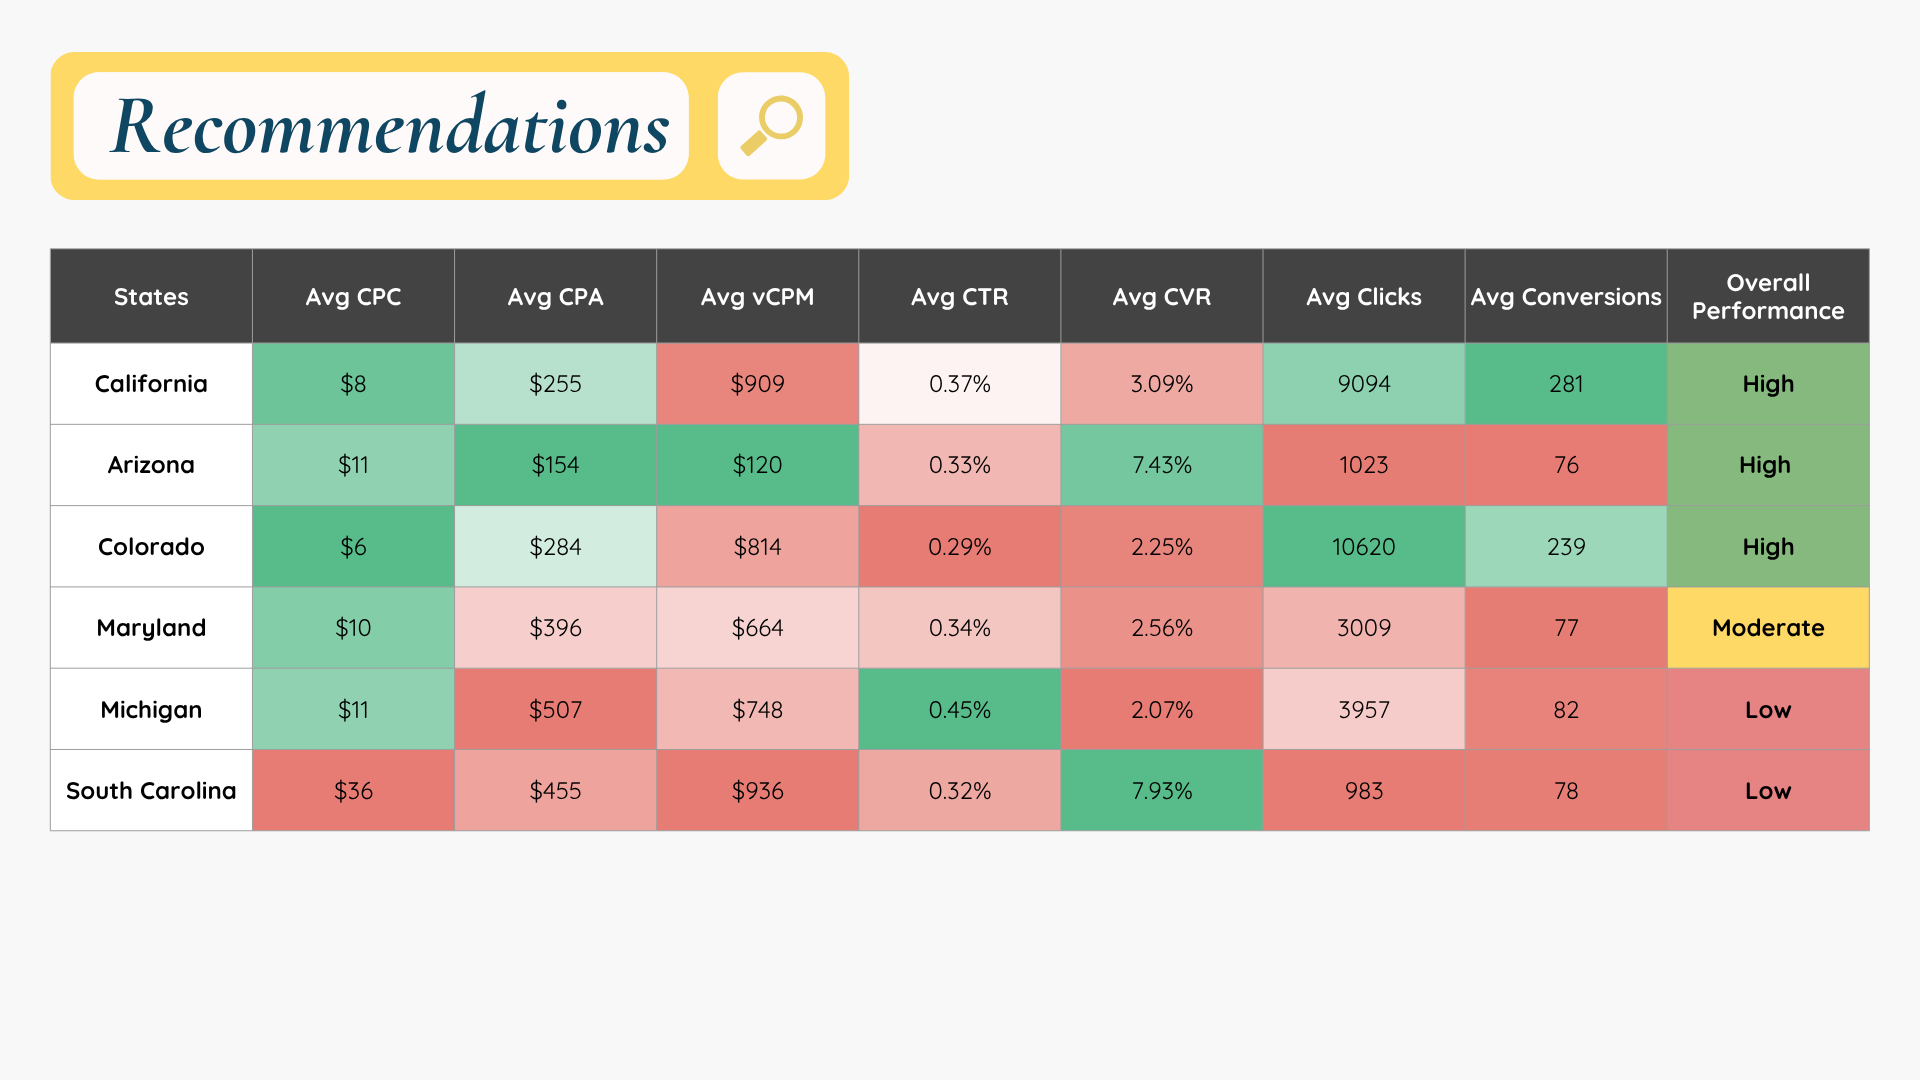 Recommendations
States Avg CPC Avg CPA Avg vCPM Avg CTR Avg CVR Avg Clicks Avg Conversions Overall Performance
California $8 $255 $909 0.37% 3.09% 9094 281 High
Arizona $11 $154 $120 0.33% 7.43% 1023 76 High
Colorado $6 $284 $814 0.29% 2.25% 10620 239 High
Maryland $10 $396 $664 0.34% 2.56% 3009 77 Moderate
Michigan $11 $507 $748 0.45% 2.07% 3957 82 Low
South Carolina $36 $455 $936 0.32% 7.93% 983 78 Low